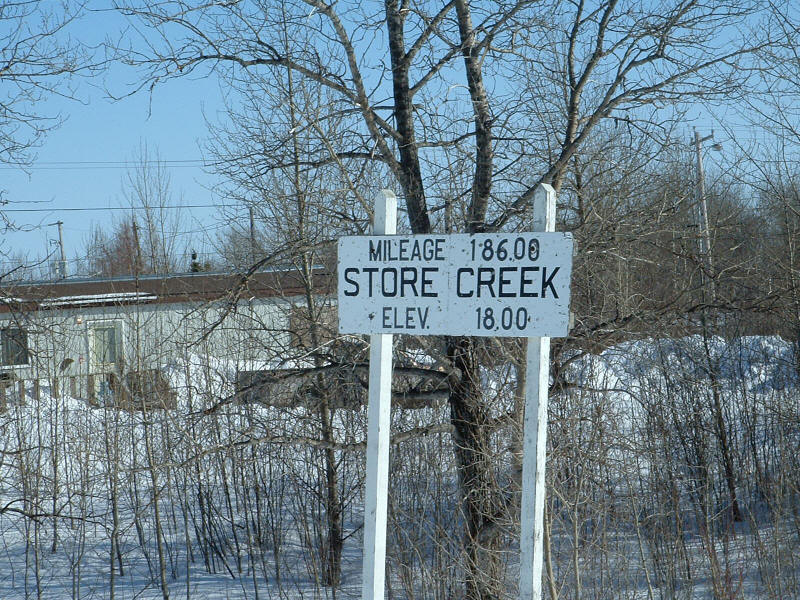 MILEAGE 186.00
STORE CREEK
ELEV. 18.00